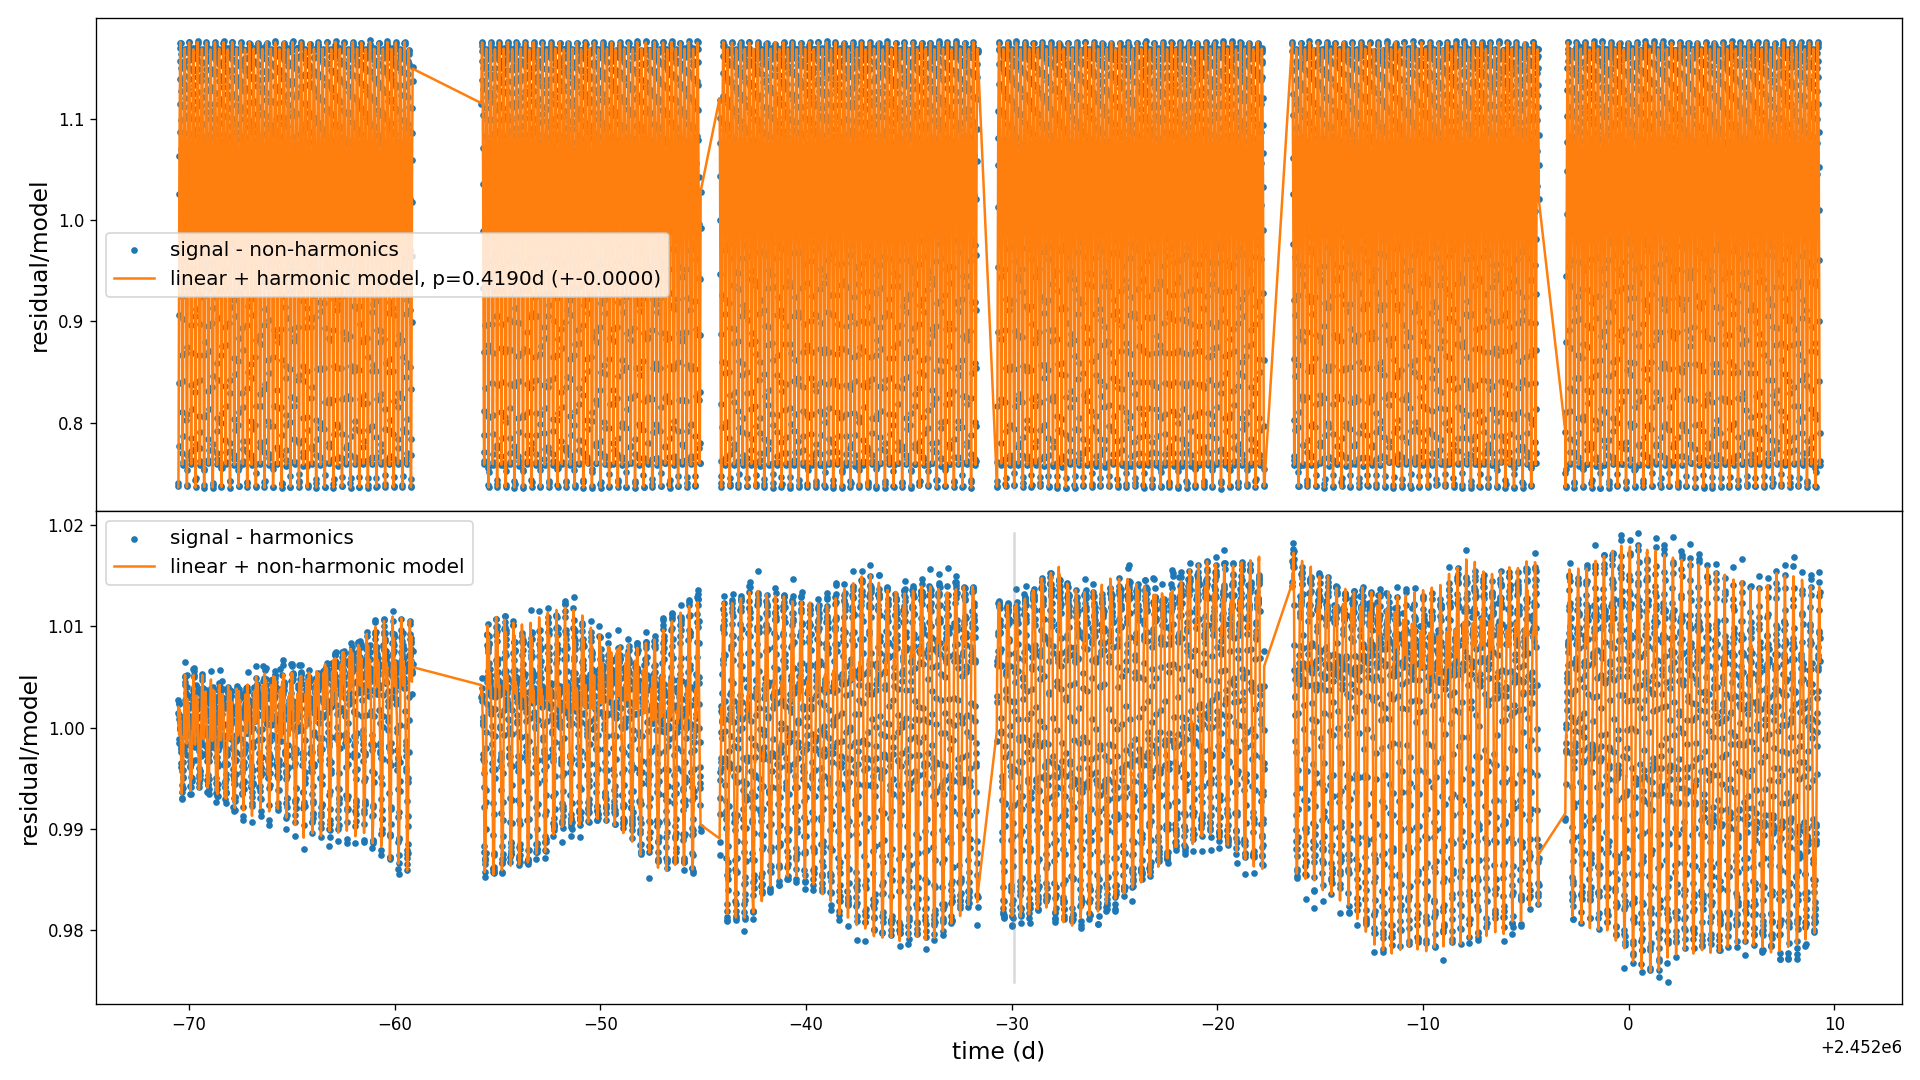 residual/model
1.1
1.0
0.9
0.8
signal - non-harmonics
linear + harmonic model, p=0.4190d (+-0.0000)
residual/model
1.02
1.01
1.00
0.99
0.98
signal - harmonics
linear + non-harmonic model
−70
−60
−50
−40
−30
−20
−10
0
10
time (d)
+2.452e6